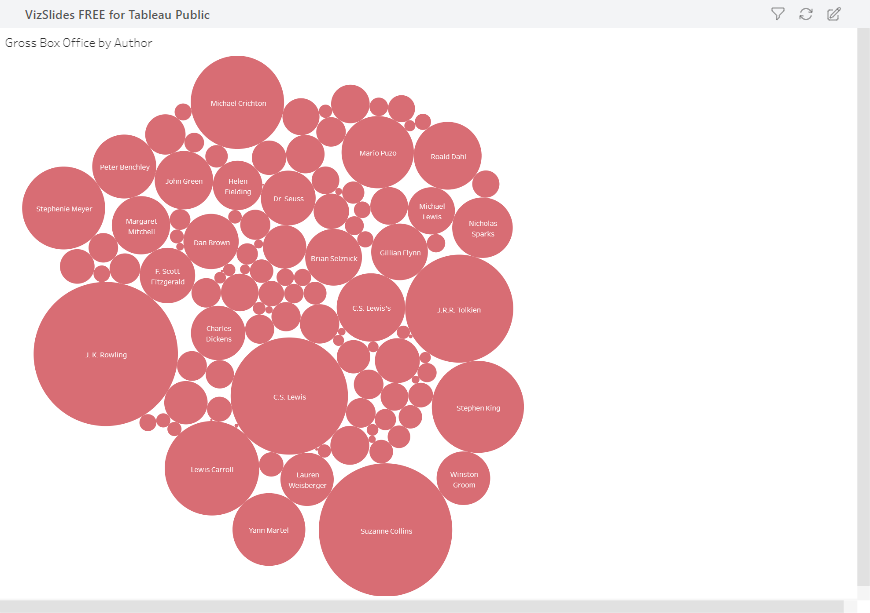 VizSlides FREE for Tableau Public
Gross Box Office by Author
Michael Crichton
Mario Puzo
Roald Dahl
Peter Benchley
John Green
Helen
Fielding
Dr. Seuss
Stephenie Meyer
Margaret
Mitchell
Michael
Lewis
Nicholas
Sparks
Dan Brown
Brian Selznick
Gillian Flynn
F. Scott
Fitzgerald
C.S. Lewis's
J.R.R. Tolkien
Charles
Dickens
J. K. Rowling
C.S. Lewis
Stephen King
Lewis Carroll
Lauren
Weisberger
Winston
Groom
Yann Martel
Suzanne Collins